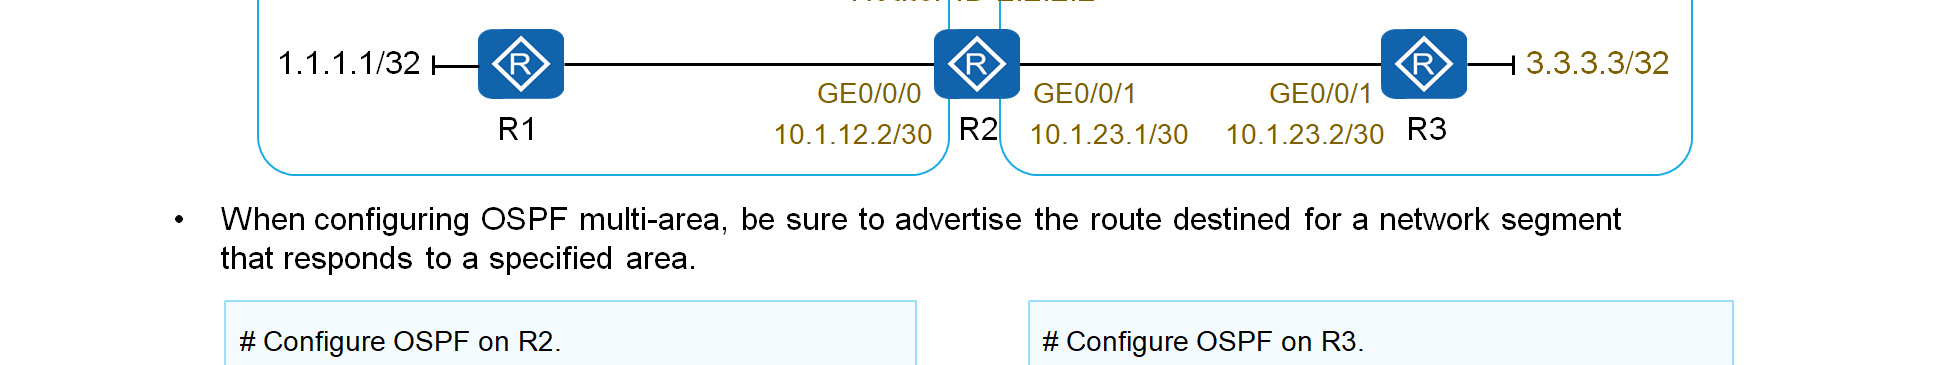 1.1.1.1/32 R R R 3.3.3.3/32
GE0/0/0 GE0/0/1 GE0/0/1
R1 10.1.12.2/30 R2 10.1.23.1/30 10.1.23.2/30 R3
• When configuring OSPF multi-area, be sure to advertise the route destined for a network segment
that responds to a specified area.
# Configure OSPF on R2. # Configure OSPF on R3.